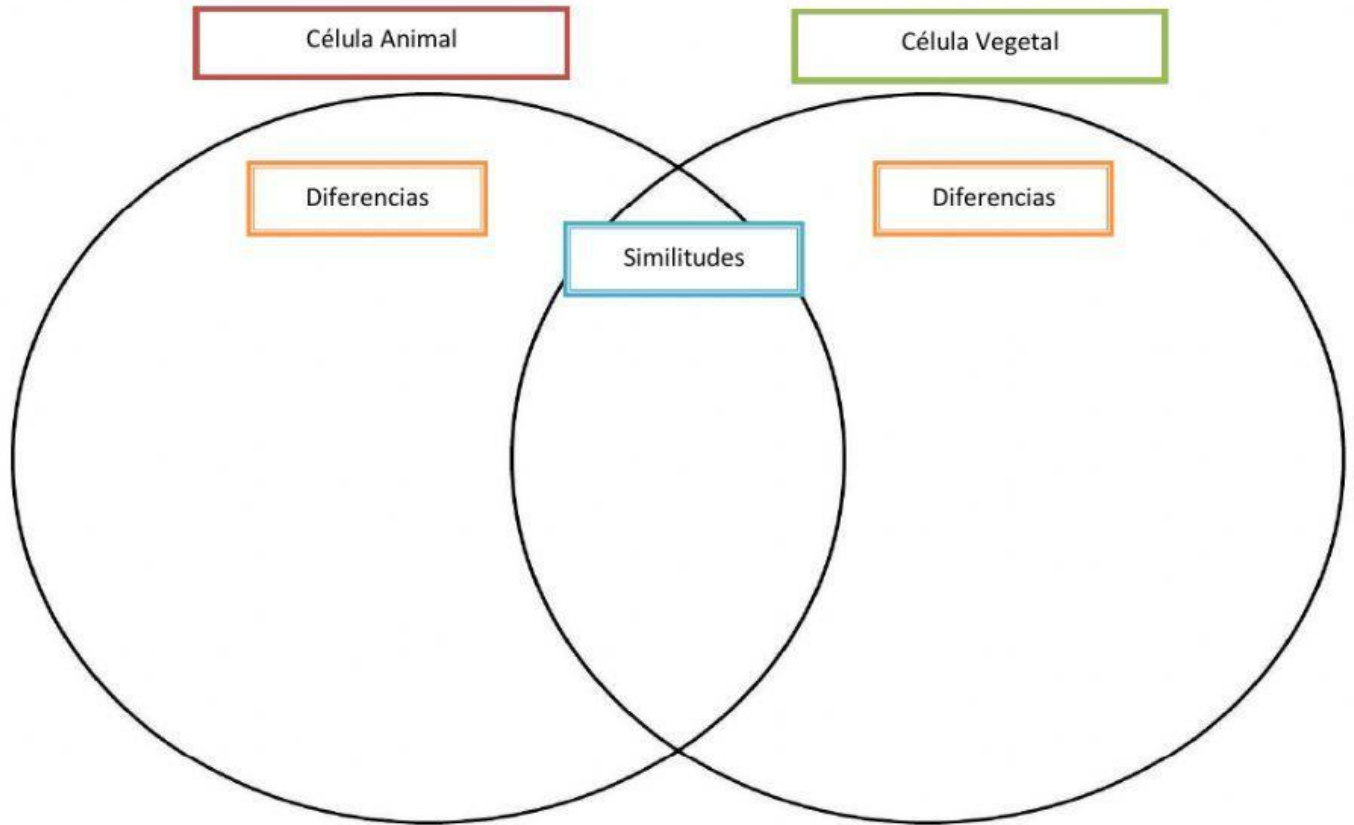 Célula Animal
Célula Vegetal
Diferencias
Diferencias
Similitudes